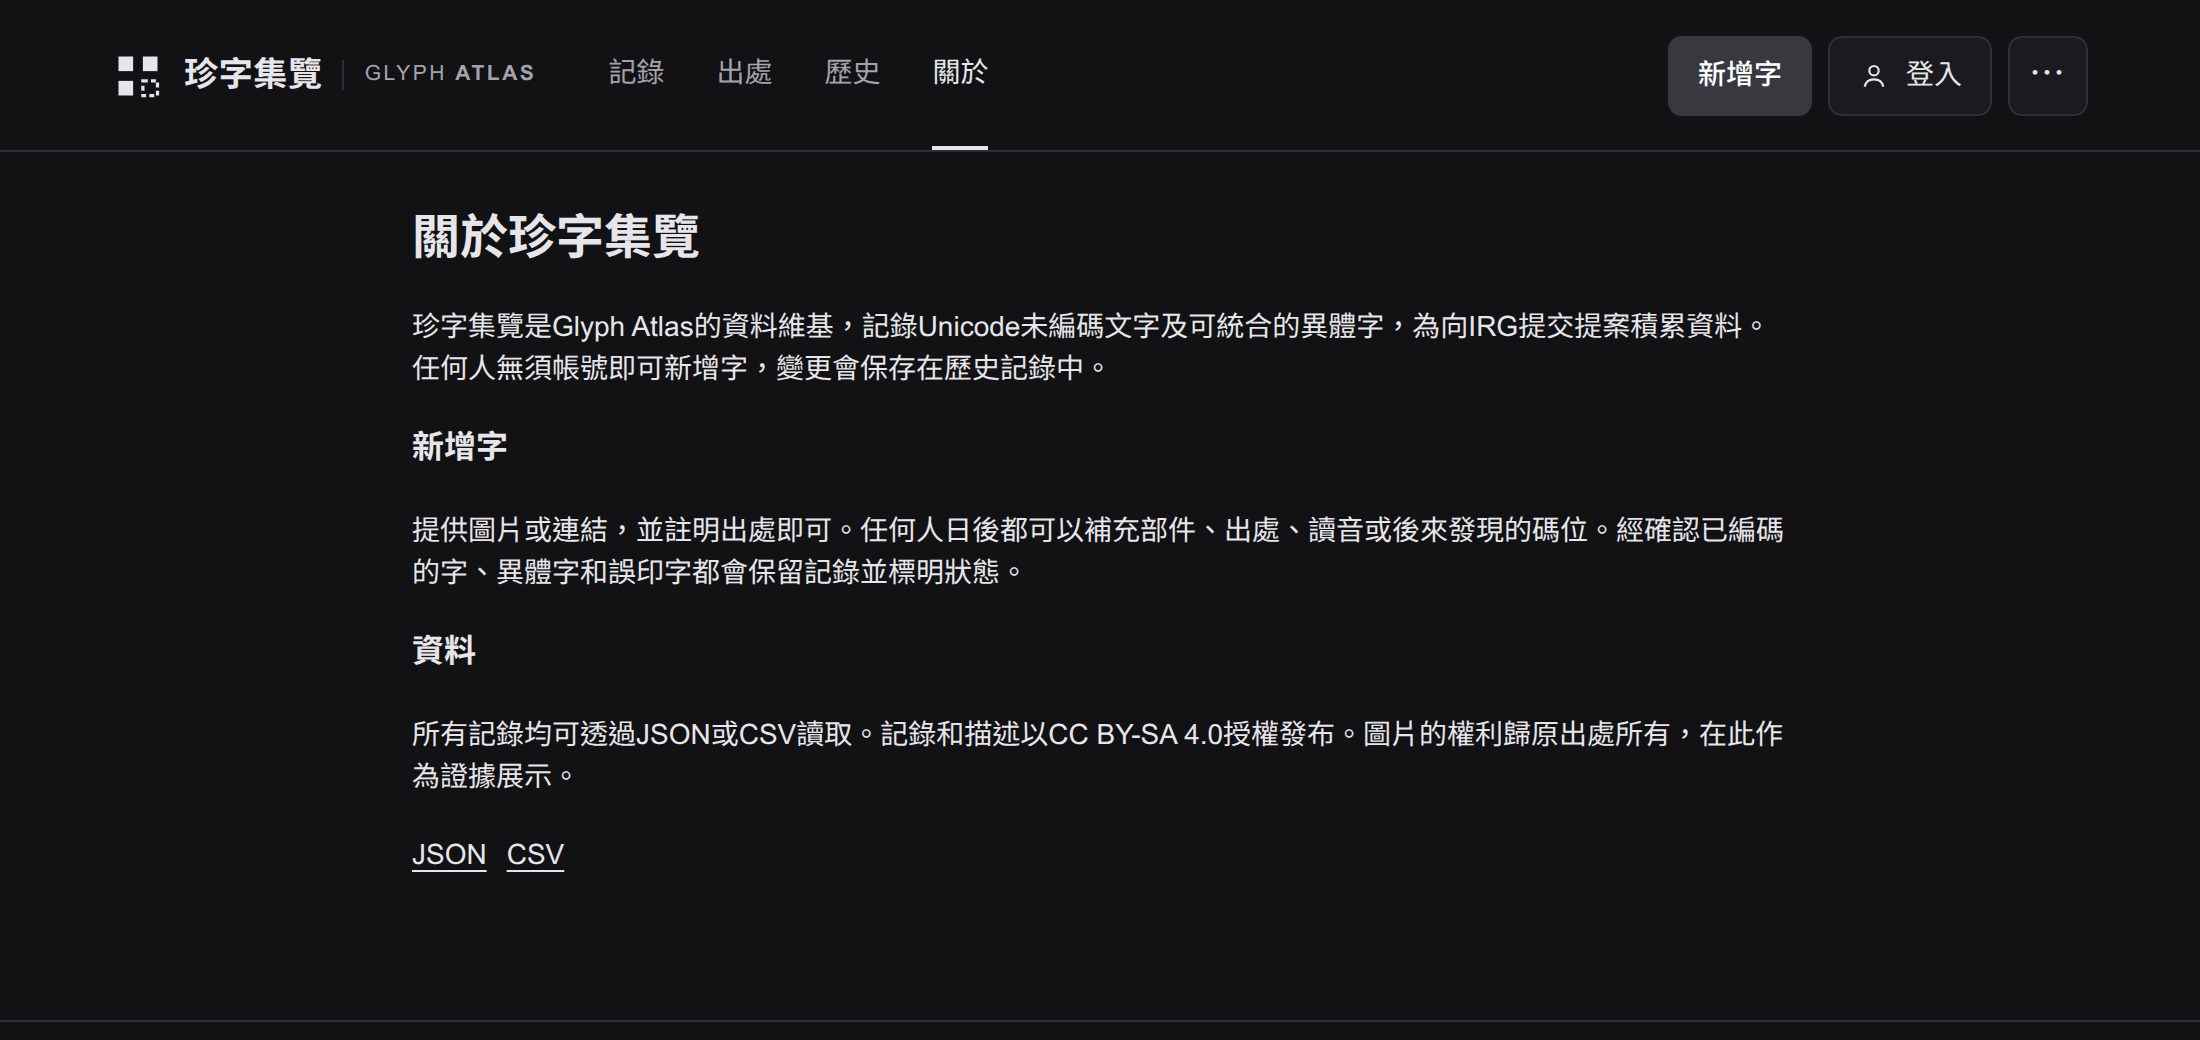 珍字集覽 GLYPH ATLAS 記錄 出處 歷史 關於 新增字 登入 ···
關於珍字集覽
珍字集覽是Glyph Atlas的資料維基，記錄Unicode未編碼文字及可統合的異體字，為向IRG提交提案積累資料。
任何人無須帳號即可新增字，變更會保存在歷史記錄中。
新增字
提供圖片或連結，並註明出處即可。任何人日後都可以補充部件、出處、讀音或後來發現的碼位。經確認已編碼
的字、異體字和誤印字都會保留記錄並標明狀態。
資料
所有記錄均可透過JSON或CSV讀取。記錄和描述以CC BY-SA 4.0授權發布。圖片的權利歸原出處所有，在此作
為證據展示。
JSON CSV